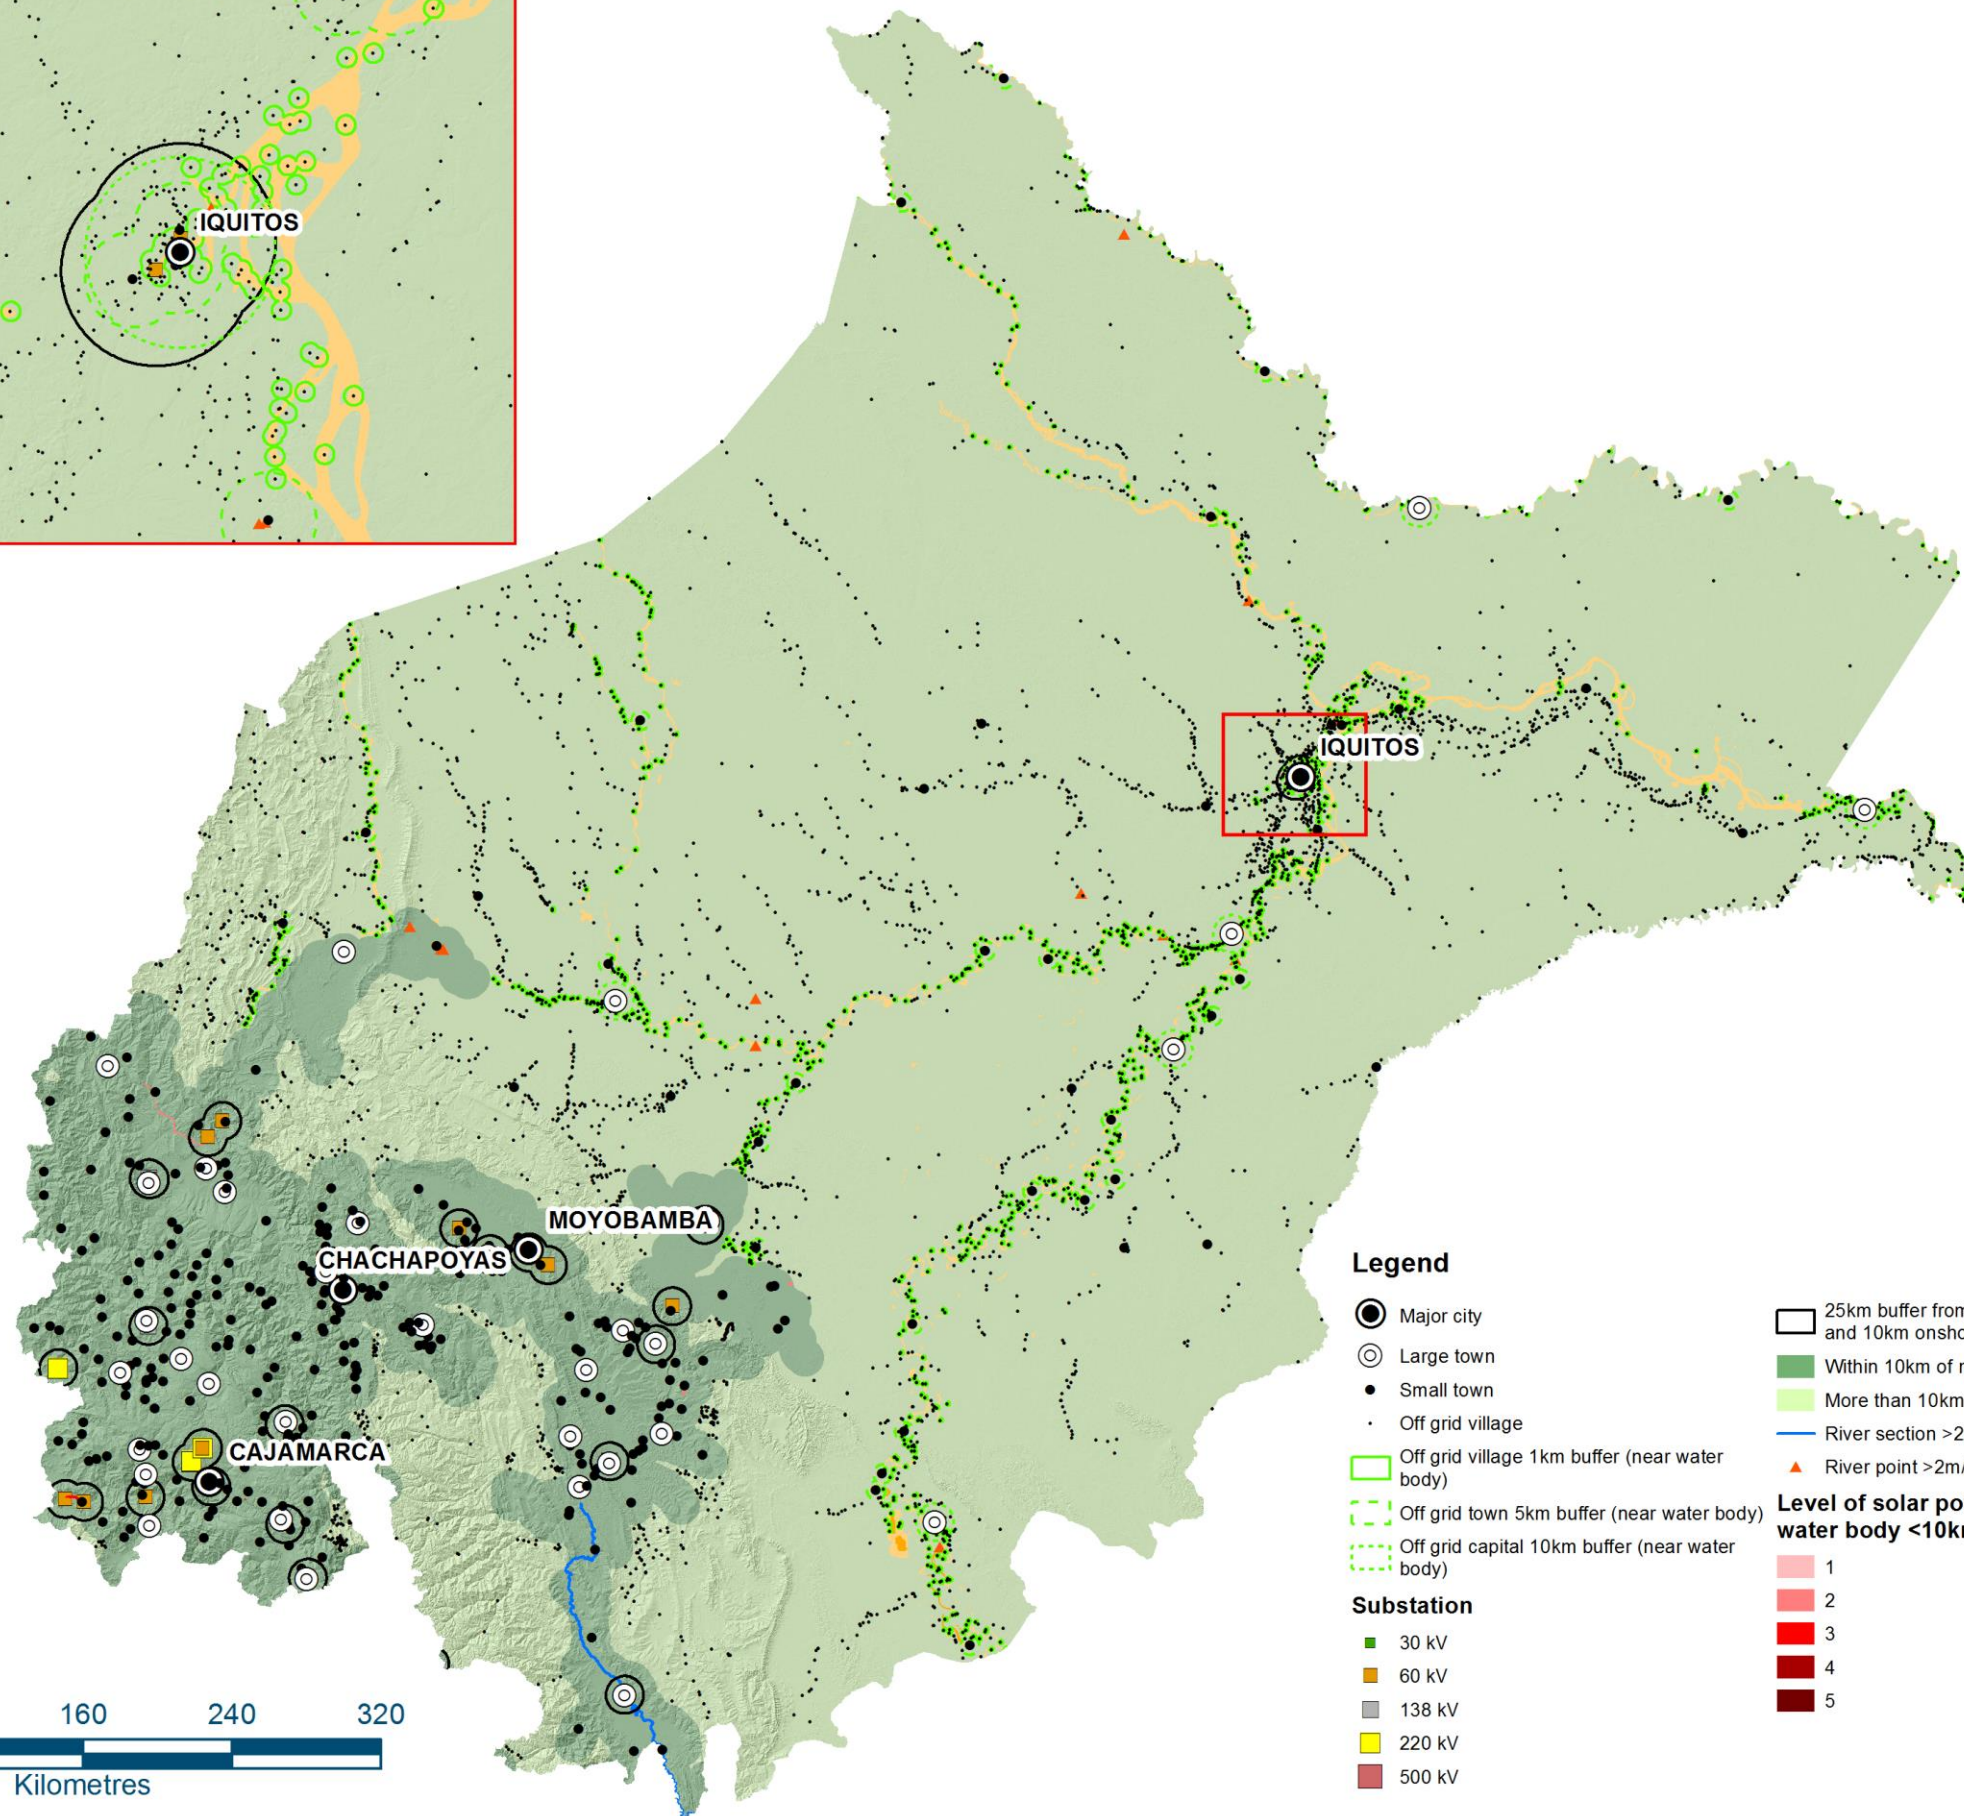 IQUITOS
IQUITOS
MOYOBAMBA
CHACHAPOYAS
CAJAMARCA
160 240 320
Kilometres
Legend
Major city
Large town
Small town
Off grid village
Off grid village 1km buffer (near water
body)
Off grid town 5km buffer (near water body)
Off grid capital 10km buffer (near water
body)
Substation
30 kV
60 kV
138 kV
220 kV
500 kV
25km buffer from
and 10km onsho
Within 10km of
More than 10km
River section >2
River point >2m/
Level of solar po
water body <10km
1
2
3
4
5